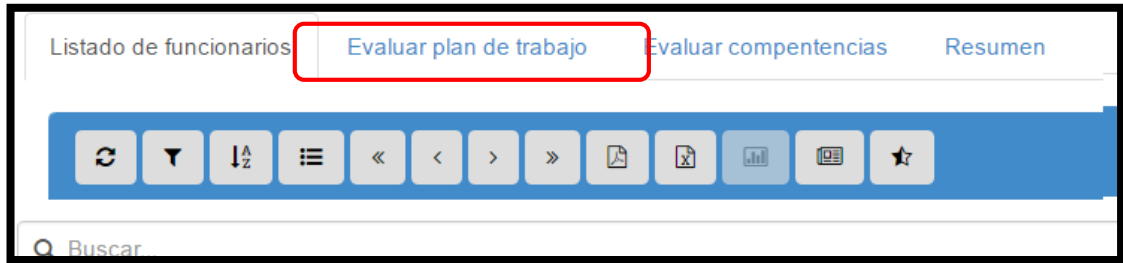 Listado de funcionarios Evaluar plan de trabajo Evaluar compentencias Resumen
Buscar...